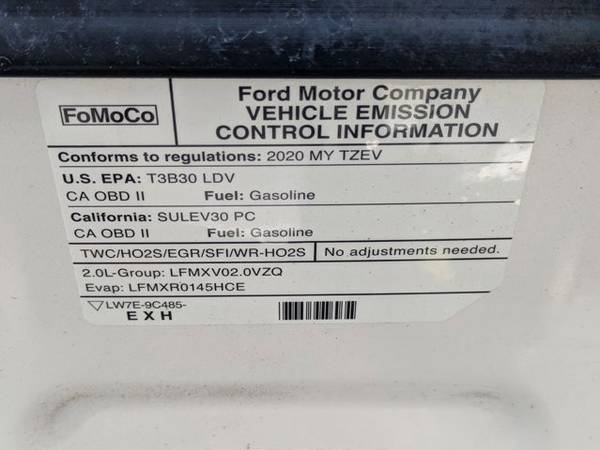 FoMoCo
Ford Motor Company
VEHICLE EMISSION
CONTROL INFORMATION
Conforms to regulations: 2020 MY TZEV
U.S. EPA: T3B30 LDV
CA OBD II Fuel: Gasoline
California: SULEV30 PC
CA OBD II Fuel: Gasoline
TWC/HO2S/EGR/SFI/WR-HO2S No adjustments needed.
2.0L-Group: LFMXV02.0VZQ
Evap: LFMXR0145HCE
LW7E-9C485-
EXH